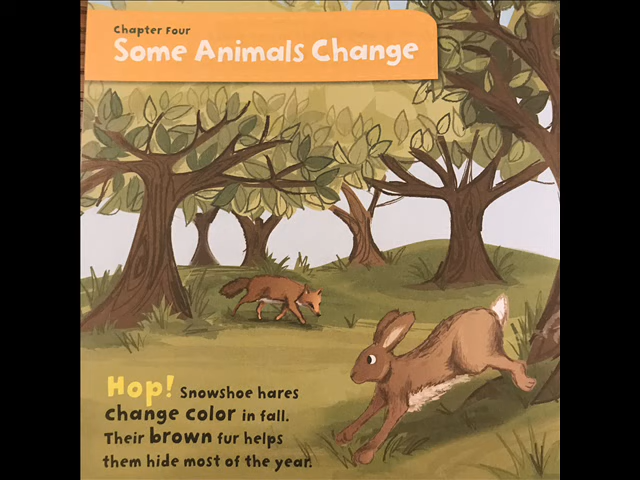 Chapter Four
Some Animals Change
Hop! Snowshoe hares
change color in fall.
Their brown fur helps
them hide most of the year.